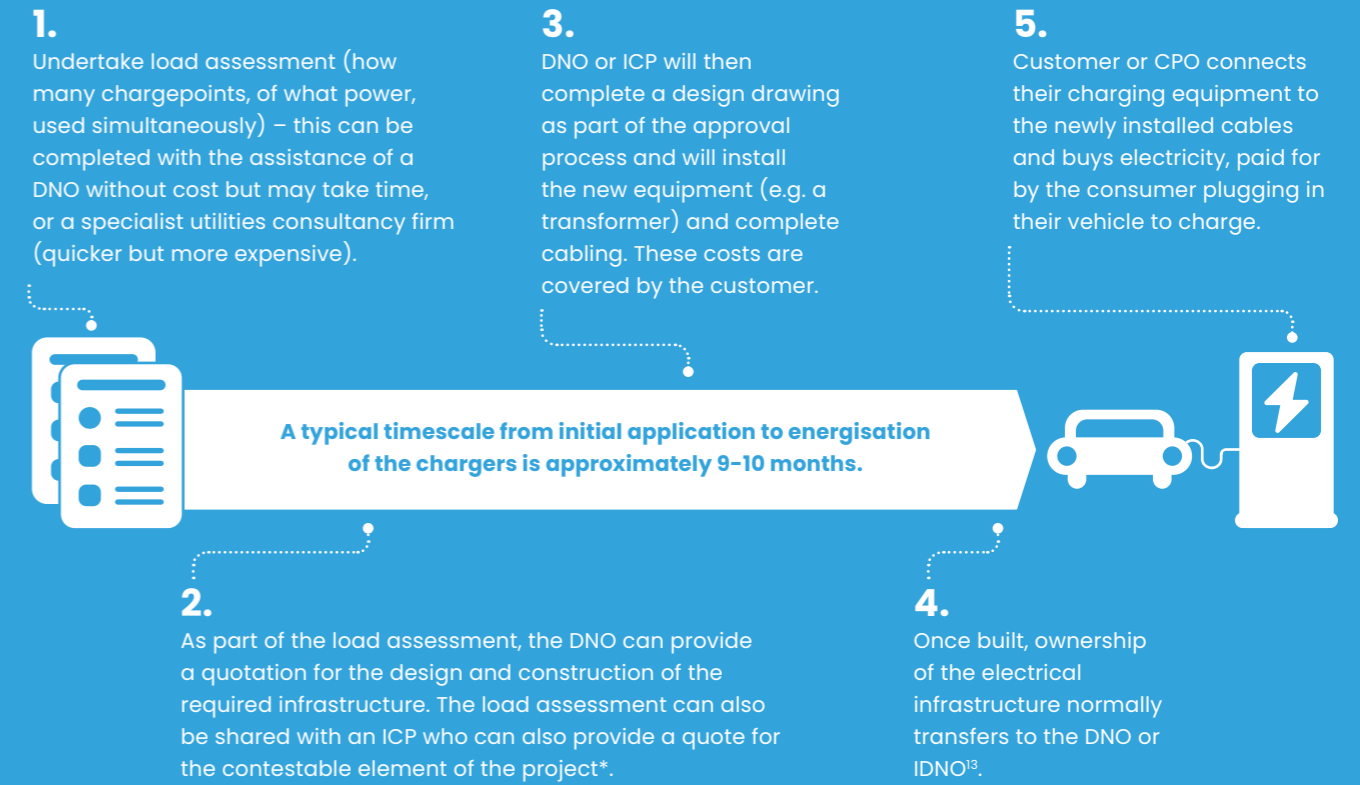 1.
Undertake load assessment (how
many chargepoints, of what power,
used simultaneously) – this can be
completed with the assistance of a
DNO without cost but may take time,
or a specialist utilities consultancy firm
(quicker but more expensive).
3.
DNO or ICP will then
complete a design drawing
as part of the approval
process and will install
the new equipment (e.g. a
transformer) and complete
cabling. These costs are
covered by the customer.
5.
Customer or CPO connects
their charging equipment to
the newly installed cables
and buys electricity, paid for
by the consumer plugging in
their vehicle to charge.
A typical timescale from initial application to energisation
of the chargers is approximately 9-10 months.
2.
As part of the load assessment, the DNO can provide
a quotation for the design and construction of the
required infrastructure. The load assessment can also
be shared with an ICP who can also provide a quote for
the contestable element of the project*.
4.
Once built, ownership
of the electrical
infrastructure normally
transfers to the DNO or
IDNO¹³.